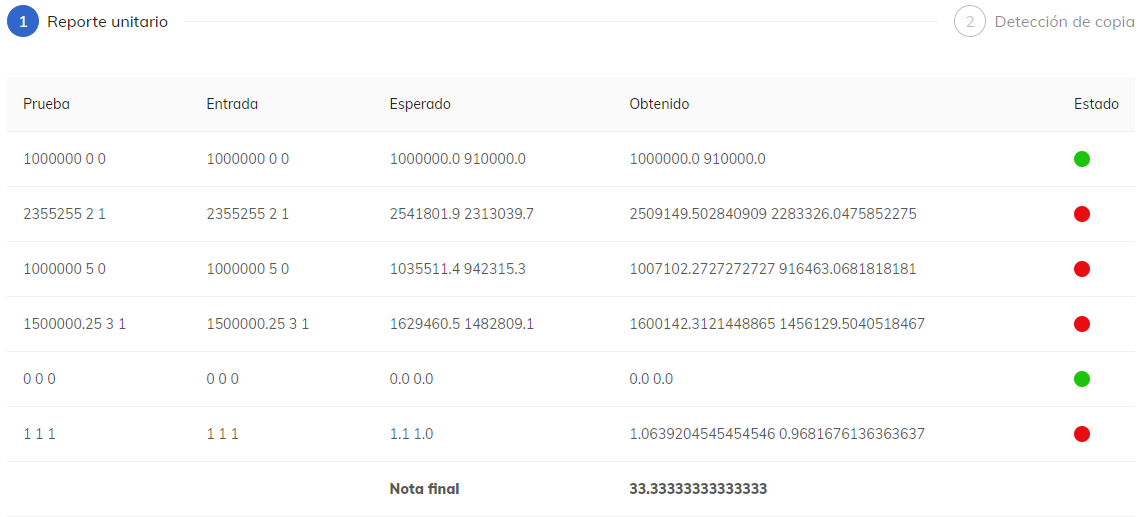 1 Reporte unitario 2 Detección de copia
Prueba Entrada Esperado Obtenido Estado
1000000 0 0 1000000 0 0 1000000.0 910000.0 1000000.0 910000.0
2355255 2 1 2355255 2 1 2541801.9 2313039.7 2509149.502840909 2283326.0475852275
1000000 5 0 1000000 5 0 1035511.4 942315.3 1007102.2727272727 916463.0681818181
1500000.25 3 1 1500000.25 3 1 1629460.5 1482809.1 1600142.3121448865 1456129.5040518467
0 0 0 0 0 0 0.0 0.0 0.0 0.0
1 1 1 1 1 1 1.1 1.0 1.0639204545454546 0.9681676136363637
Nota final 33.33333333333333